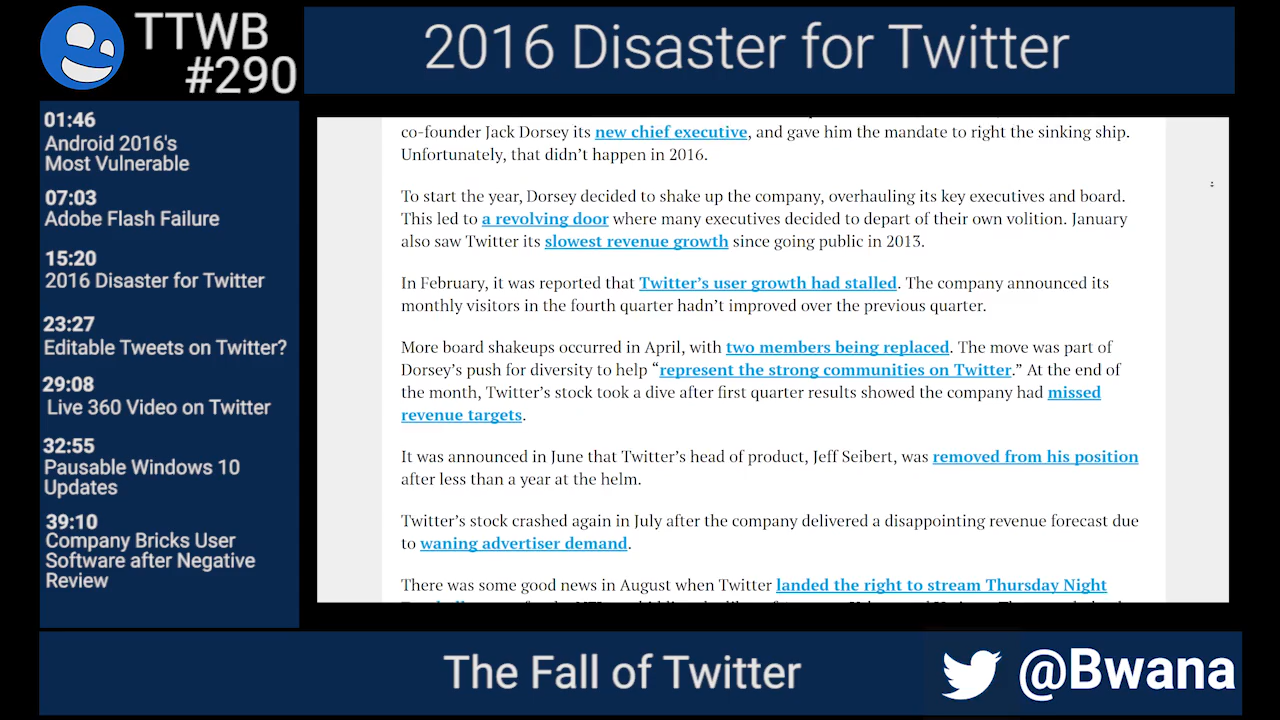 TTWB
#290
2016 Disaster for Twitter
01:46
Android 2016's
Most Vulnerable
07:03
Adobe Flash Failure
15:20
2016 Disaster for Twitter
23:27
Editable Tweets on Twitter?
29:08
Live 360 Video on Twitter
32:55
Pausable Windows 10
Updates
39:10
Company Bricks User
Software after Negative
Review
co-founder Jack Dorsey its new chief executive, and gave him the mandate to right the sinking ship.
Unfortunately, that didn’t happen in 2016.
To start the year, Dorsey decided to shake up the company, overhauling its key executives and board.
This led to a revolving door where many executives decided to depart of their own volition. January
also saw Twitter its slowest revenue growth since going public in 2013.
In February, it was reported that Twitter’s user growth had stalled. The company announced its
monthly visitors in the fourth quarter hadn’t improved over the previous quarter.
More board shakeups occurred in April, with two members being replaced. The move was part of
Dorsey’s push for diversity to help “represent the strong communities on Twitter.” At the end of
the month, Twitter’s stock took a dive after first quarter results showed the company had missed
revenue targets.
It was announced in June that Twitter’s head of product, Jeff Seibert, was removed from his position
after less than a year at the helm.
Twitter’s stock crashed again in July after the company delivered a disappointing revenue forecast due
to waning advertiser demand.
There was some good news in August when Twitter landed the right to stream Thursday Night
The Fall of Twitter
@Bwana